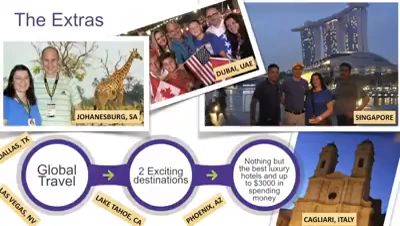 The Extras
JOHANESBURG, SA
DUBAI, UAE
SINGAPORE
DALLAS, TX
LAS VEGAS, NV
Global
Travel
LAKE TAHOE, CA
2 Exciting
destinations
PHOENIX, AZ
Nothing but
the best luxury
hotels and up
to $3000 in
spending
money
CAGLIARI, ITALY